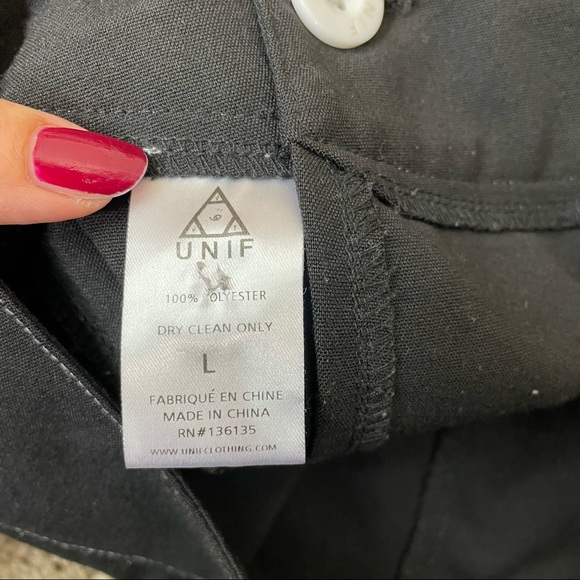 UNIF
100% POLYESTER
DRY CLEAN ONLY
L
FABRIQUÉ EN CHINE
MADE IN CHINA
RN#136135
WWW.UNIFCLOTHING.COM